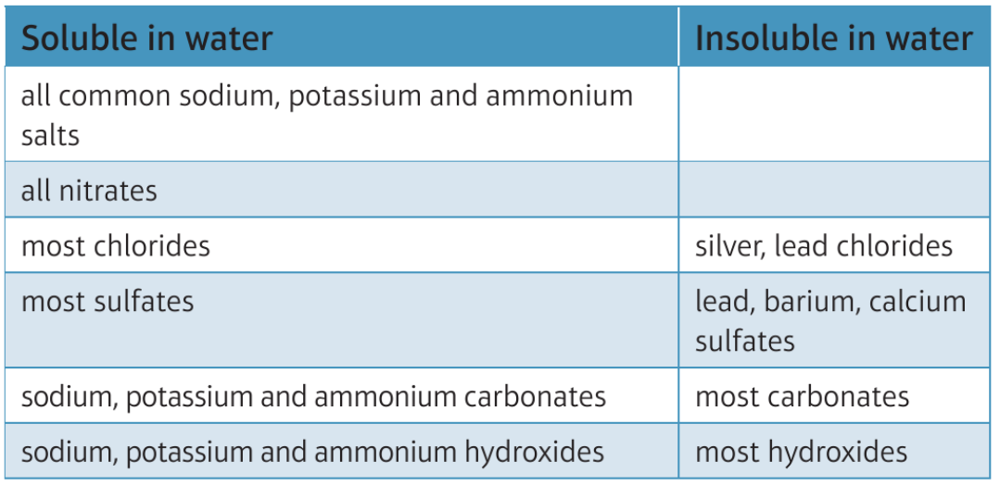 Soluble in water
Insoluble in water
all common sodium, potassium and ammonium
salts
all nitrates
most chlorides
silver, lead chlorides
most sulfates
lead, barium, calcium
sulfates
sodium, potassium and ammonium carbonates
most carbonates
sodium, potassium and ammonium hydroxides
most hydroxides